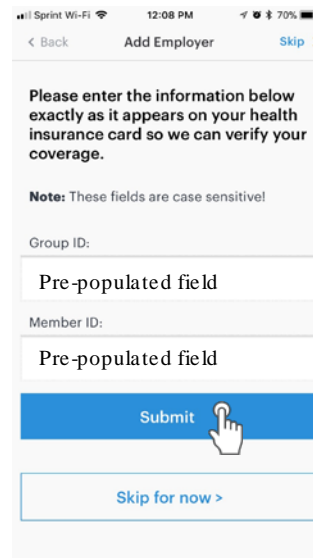 Sprint Wi-Fi 12:08 PM 70%
< Back Add Employer Skip
Please enter the information below
exactly as it appears on your health
insurance card so we can verify your
coverage.
Note: These fields are case sensitive!
Group ID:
Pre-populated field
Member ID:
Pre-populated field
Submit
Skip for now >